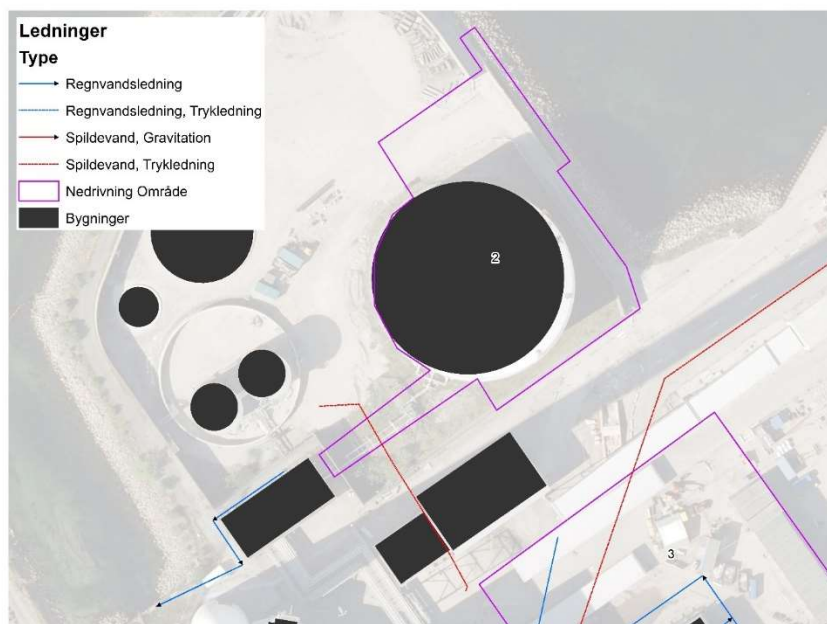 Ledninger
Type
Regnvandsledning
Regnvandsledning, Trykledning
Spildevand, Gravitation
Spildevand, Trykledning
Nedrivning Område
Bygninger
2
3